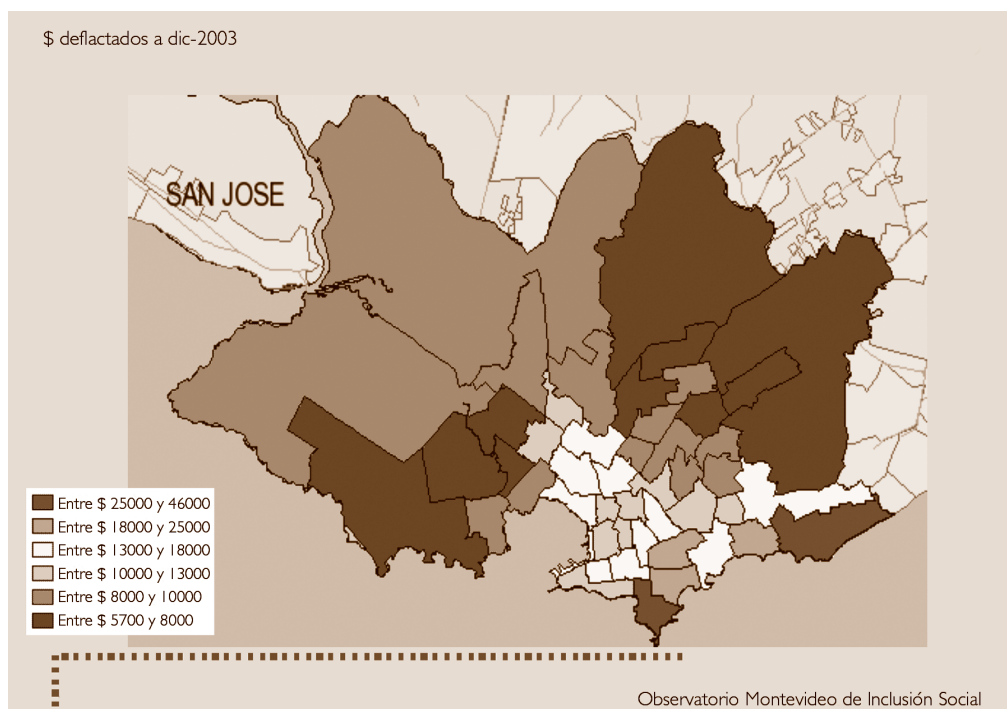 $ deflactados a dic-2003
SAN JOSE
Entre $ 25000 y 46000
Entre $ 18000 y 25000
Entre $ 13000 y 18000
Entre $ 10000 y 13000
Entre $ 8000 y 10000
Entre $ 5700 y 8000
Observatorio Montevideo de Inclusión Social